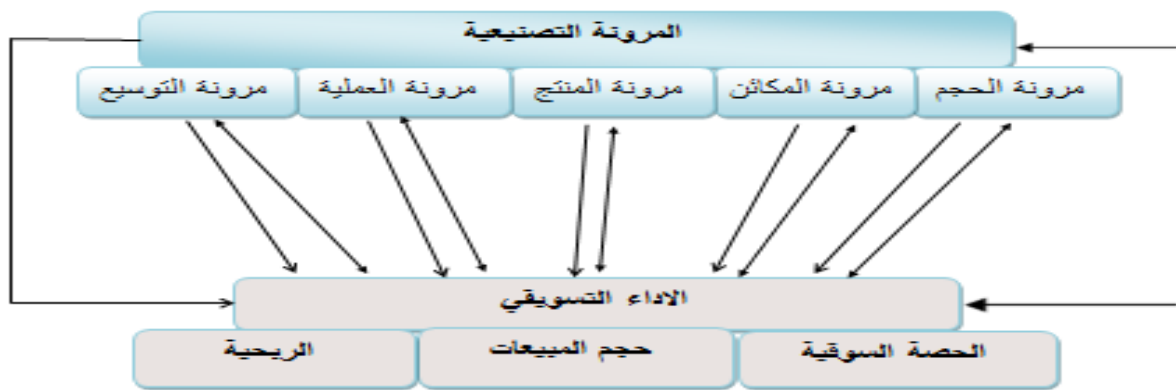 المرونة التصنيعية
مرونة الحجم
مرونة المكائن
مرونة المنتج
مرونة العملية
مرونة التوسيع
الاداء التسويقي
الحصة السوقية
حجم المبيعات
الربحية